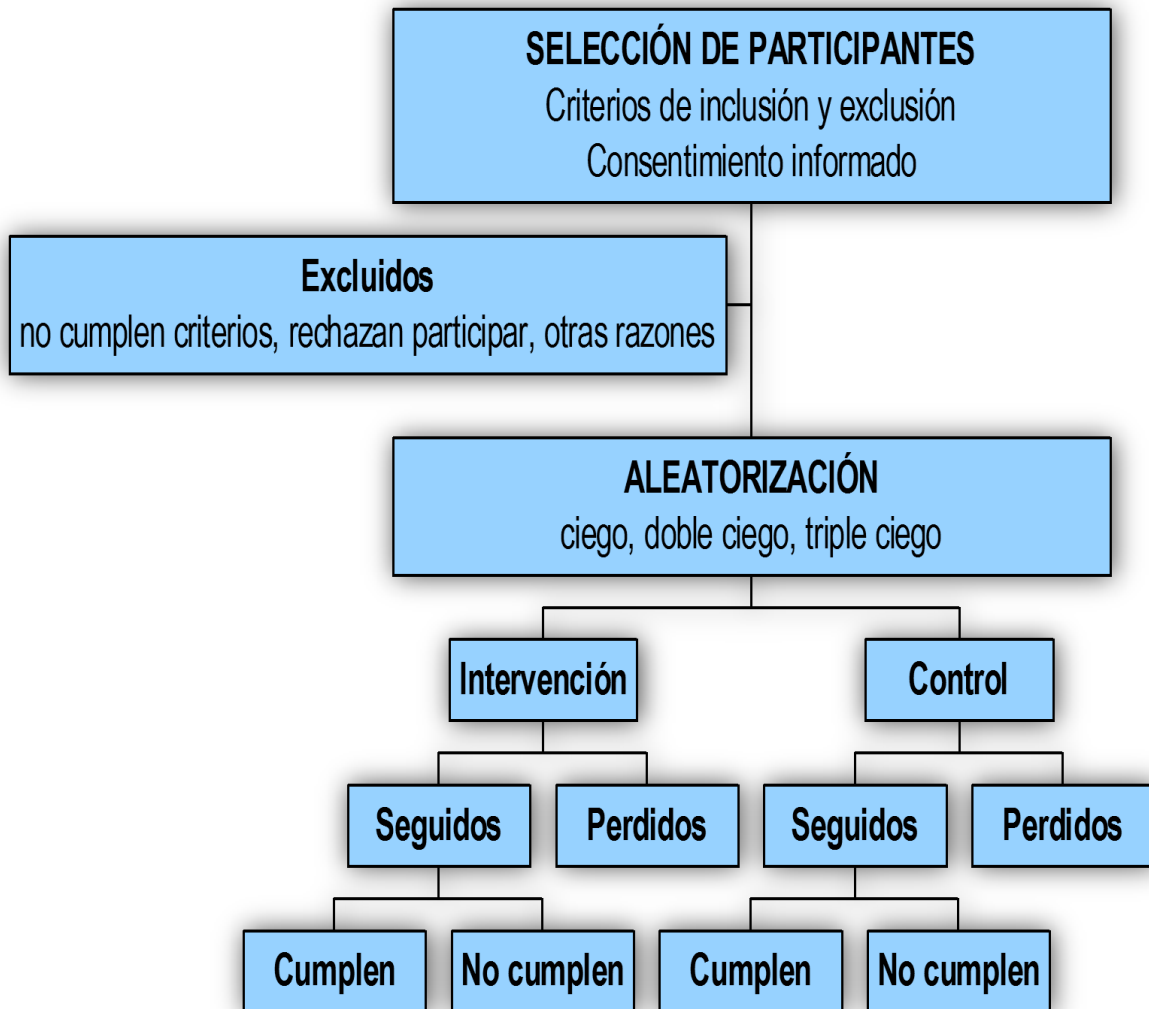 SELECCIÓN DE PARTICIPANTES
Criterios de inclusión y exclusión
Consentimiento informado
Excluidos
no cumplen criterios, rechazan participar, otras razones
ALEATORIZACIÓN
ciego, doble ciego, triple ciego
Intervención
Control
Seguidos
Perdidos
Seguidos
Perdidos
Cumplen
No cumplen
Cumplen
No cumplen